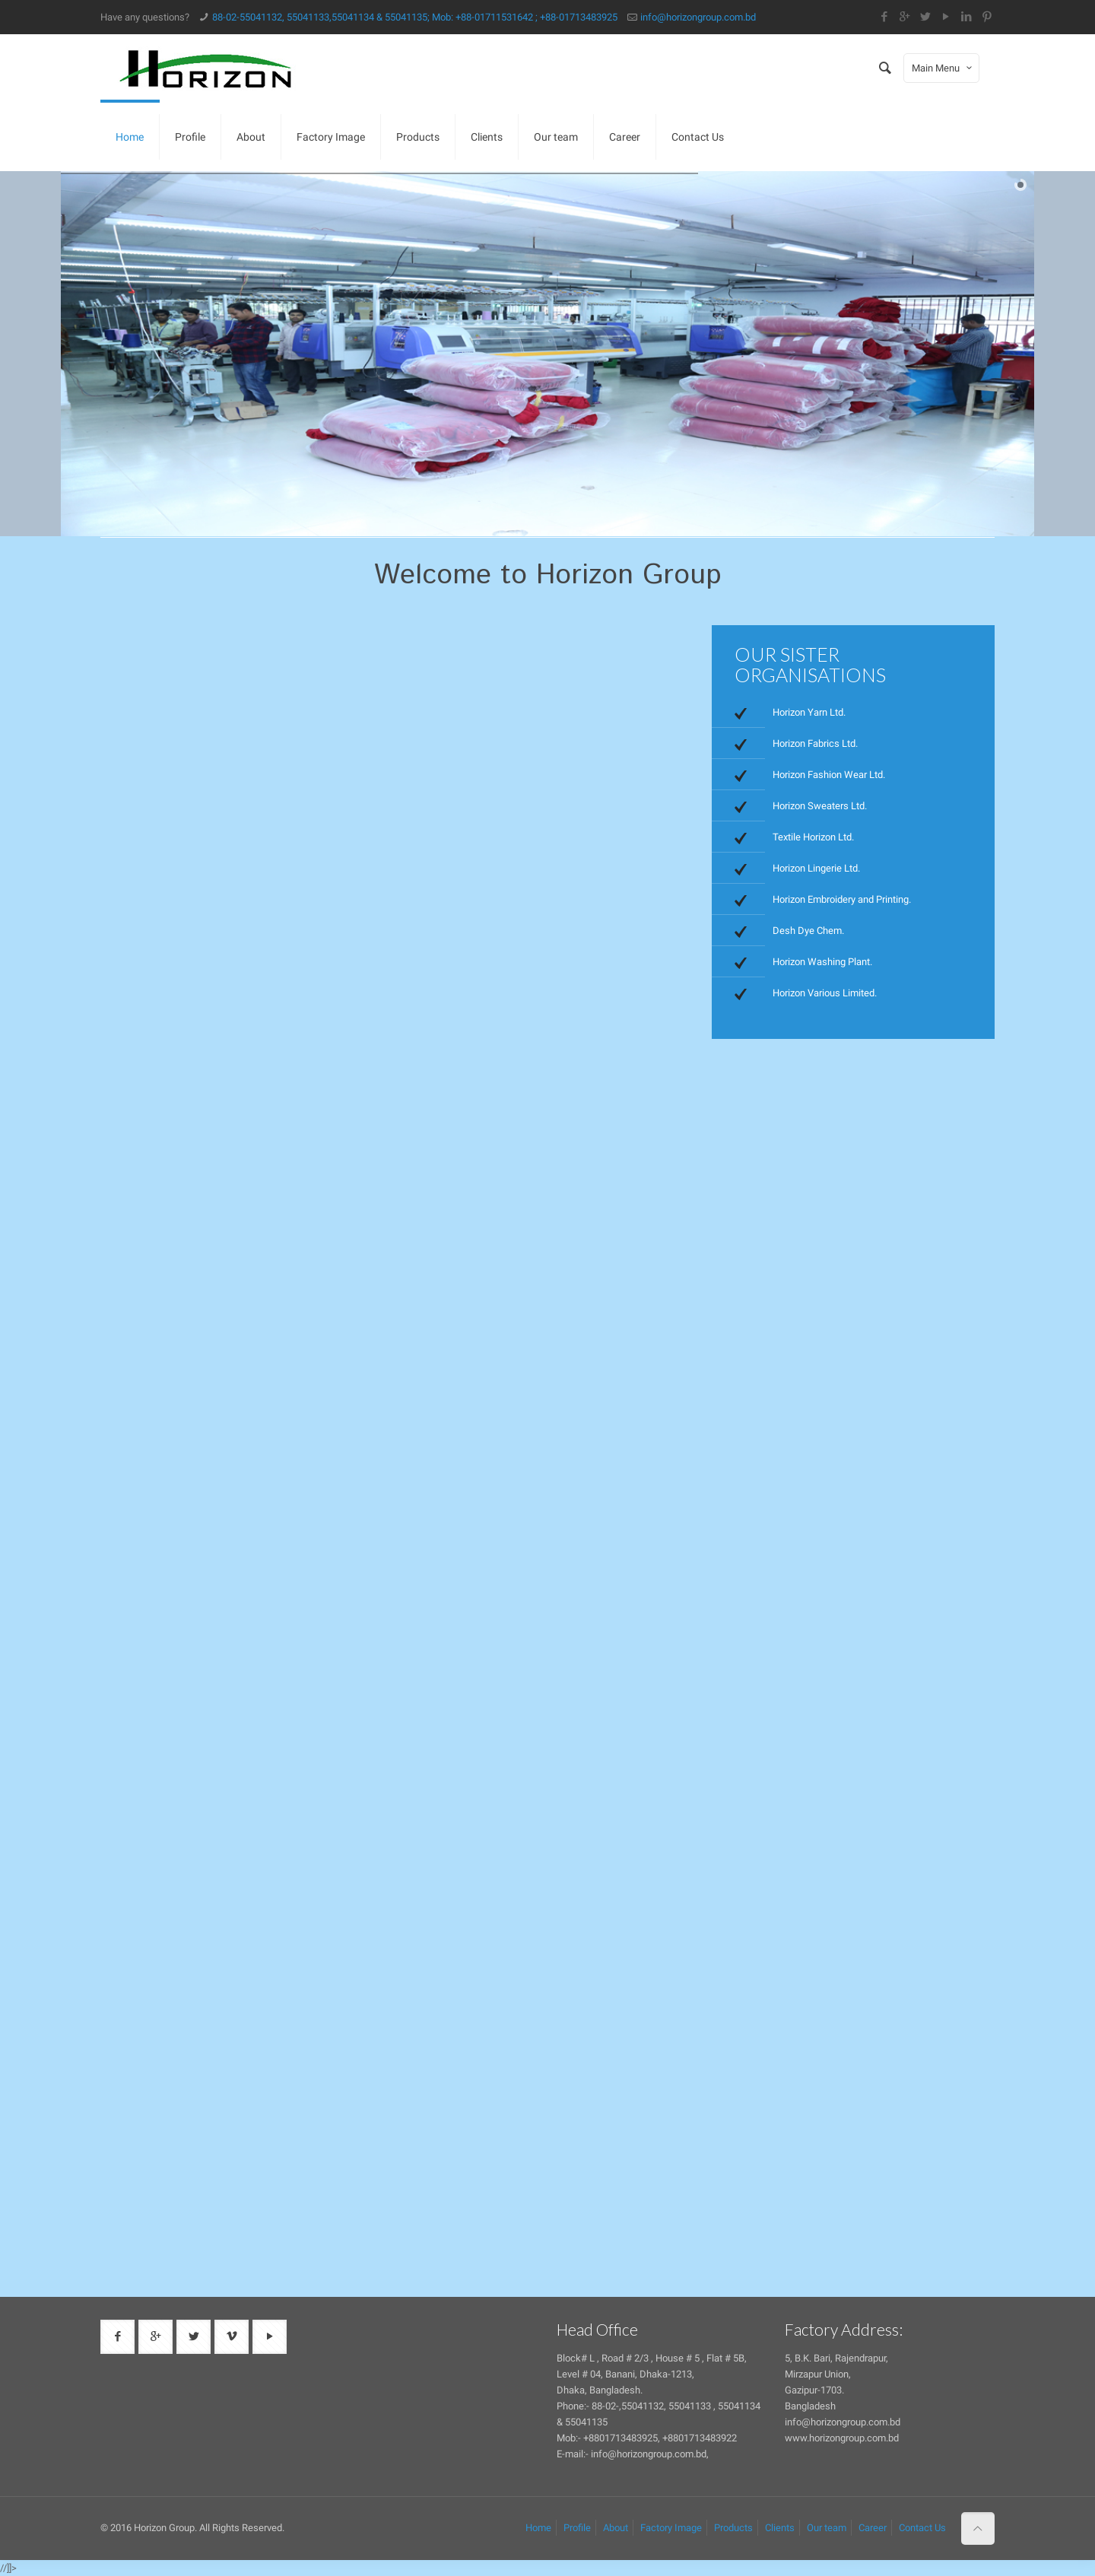 Have any questions? 88-02-55041132, 55041133,55041134 & 55041135; Mob: +88-01711531642 ; +88-01713483925 info@horizongroup.com.bd
HORIZON
Main Menu
Home Profile About Factory Image Products Clients Our team Career Contact Us
Welcome to Horizon Group
OUR SISTER
ORGANISATIONS
Horizon Yarn Ltd.
Horizon Fabrics Ltd.
Horizon Fashion Wear Ltd.
Horizon Sweaters Ltd.
Textile Horizon Ltd.
Horizon Lingerie Ltd.
Horizon Embroidery and Printing.
Desh Dye Chem.
Horizon Washing Plant.
Horizon Various Limited.
Head Office
Block# L , Road # 2/3 , House # 5 , Flat # 5B,
Level # 04, Banani, Dhaka-1213,
Dhaka, Bangladesh.
Phone:- 88-02-,55041132, 55041133 , 55041134
& 55041135
Mob:- +8801713483925, +8801713483922
E-mail:- info@horizongroup.com.bd,
Factory Address:
5, B.K. Bari, Rajendrapur,
Mirzapur Union,
Gazipur-1703.
Bangladesh
info@horizongroup.com.bd
www.horizongroup.com.bd
© 2016 Horizon Group. All Rights Reserved.
Home Profile About Factory Image Products Clients Our team Career Contact Us
//]]>